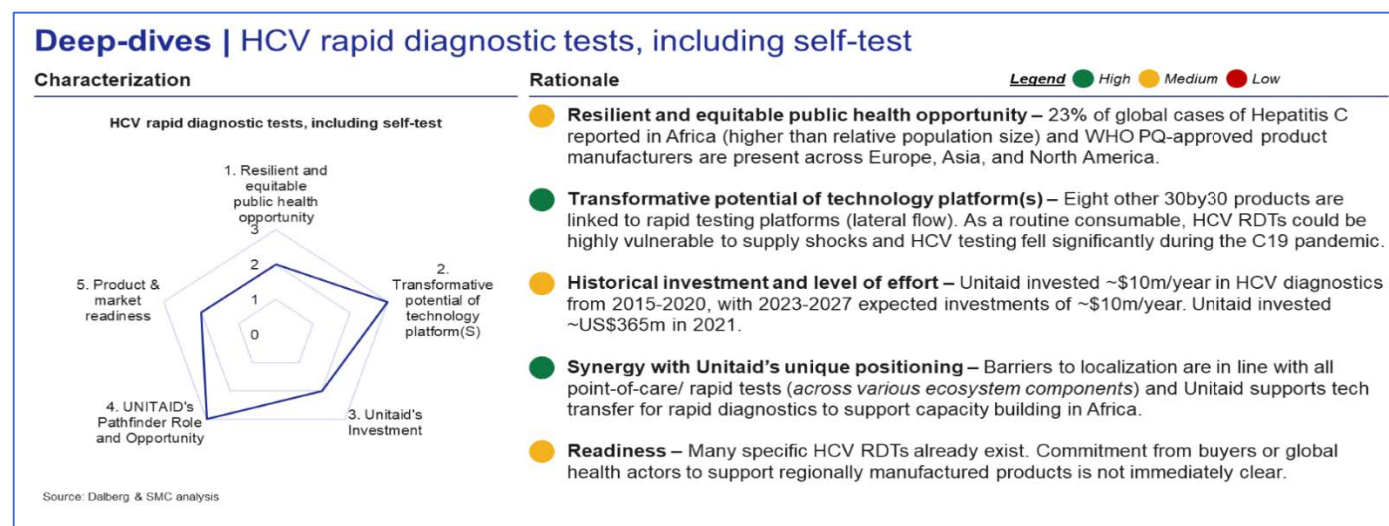 Deep-dives | HCV rapid diagnostic tests, including self-test
Characterization
HCV rapid diagnostic tests, including self-test
1. Resilient and
equitable
public health
opportunity
3
2
1
0
2.
Transformative
potential of
technology
platform(S)
3. Unitaid's
Investment
4. UNITAID's
Pathfinder Role
and Opportunity
5. Product &
market
readiness
Source: Dalberg & SMC analysis
Rationale
Legend High Medium Low
Resilient and equitable public health opportunity – 23% of global cases of Hepatitis C
reported in Africa (higher than relative population size) and WHO PQ-approved product
manufacturers are present across Europe, Asia, and North America.
Transformative potential of technology platform(s) – Eight other 30by30 products are
linked to rapid testing platforms (lateral flow). As a routine consumable, HCV RDTs could be
highly vulnerable to supply shocks and HCV testing fell significantly during the C19 pandemic.
Historical investment and level of effort – Unitaid invested ~$10m/year in HCV diagnostics
from 2015-2020, with 2023-2027 expected investments of ~$10m/year. Unitaid invested
~US$365m in 2021.
Synergy with Unitaid's unique positioning – Barriers to localization are in line with all
point-of-care/ rapid tests (across various ecosystem components) and Unitaid supports tech
transfer for rapid diagnostics to support capacity building in Africa.
Readiness – Many specific HCV RDTs already exist. Commitment from buyers or global
health actors to support regionally manufactured products is not immediately clear.